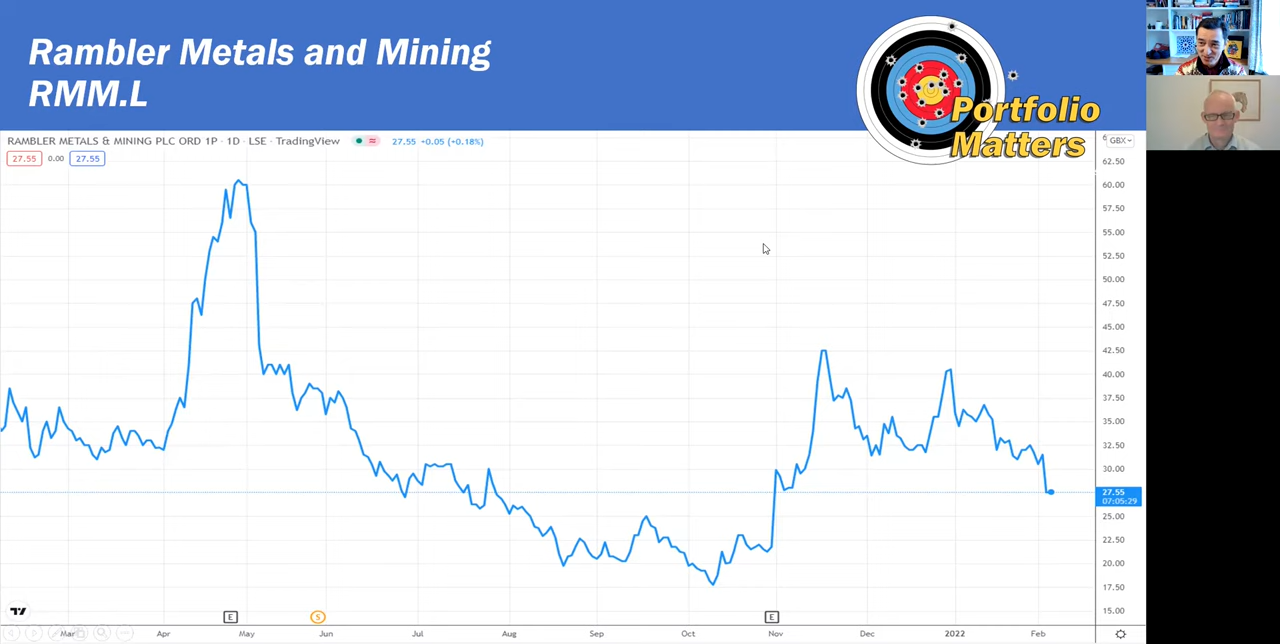 Rambler Metals and Mining
RMM.L
Portfolio
Matters
RAMBLER METALS & MINING PLC ORD 1P · 1D · LSE · TradingView
27.55 +0.05 (+0.18%)
27.55 0.00 27.55
GBX
62.50
60.00
57.50
55.00
52.50
50.00
47.50
45.00
42.50
40.00
37.50
35.00
32.50
30.00
27.55
07:05:29
25.00
22.50
20.00
17.50
15.00
E S E
Mar Apr May Jun Jul Aug Sep Oct Nov Dec 2022 Feb